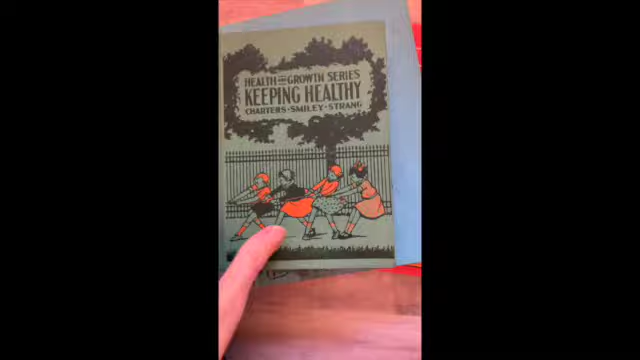 HEALTH AND GROWTH SERIES
KEEPING HEALTHY
CHARTERS · SMILEY · STRANG